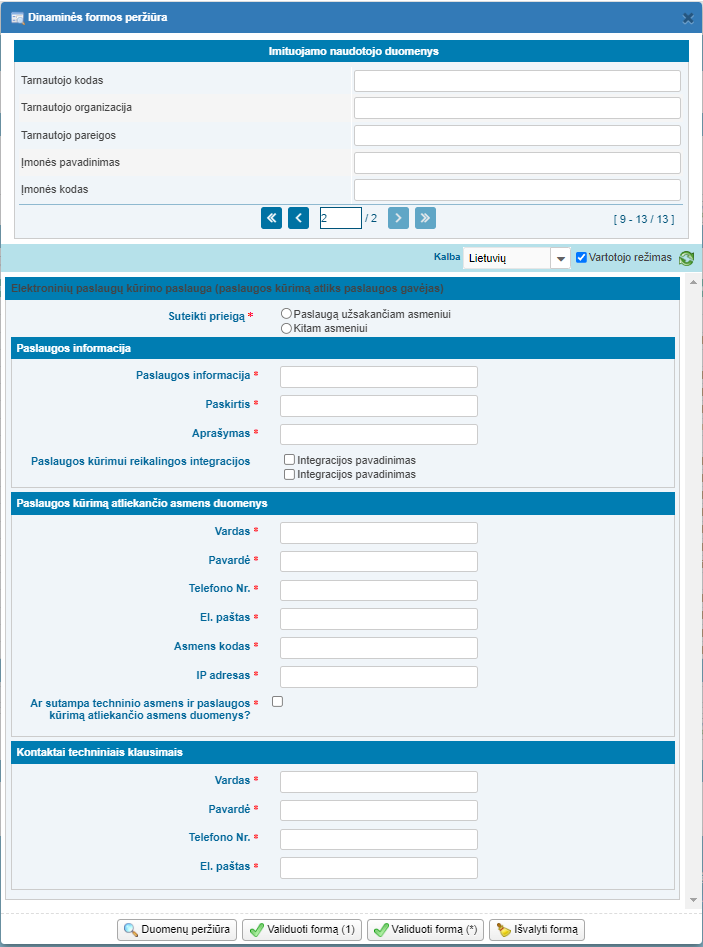 Dinaminės formos peržiūra
Imituojamo naudotojo duomenys
Tarnautojo kodas
Tarnautojo organizacija
Tarnautojo pareigos
Įmonės pavadinimas
Įmonės kodas
2 / 2 [ 9 - 13 / 13 ]
Kalba Lietuvių Vartotojo režimas
Elektroninių paslaugų kūrimo paslauga (paslaugos kūrimą atliks paslaugos gavėjas)
Suteikti prieigą * Paslaugą užsakančiam asmeniui
Kitam asmeniui
Paslaugos informacija
Paslaugos informacija *
Paskirtis *
Aprašymas *
Paslaugos kūrimui reikalingos integracijos Integracijos pavadinimas
Integracijos pavadinimas
Paslaugos kūrimą atliekančio asmens duomenys
Vardas *
Pavardė *
Telefono Nr. *
El. paštas *
Asmens kodas *
IP adresas *
Ar sutampa techninio asmens ir paslaugos *
kūrimą atliekančio asmens duomenys?
Kontaktai techniniais klausimais
Vardas *
Pavardė *
Telefono Nr. *
El. paštas *
Duomenų peržiūra Validuoti formą (1) Validuoti formą (*) Išvalyti formą